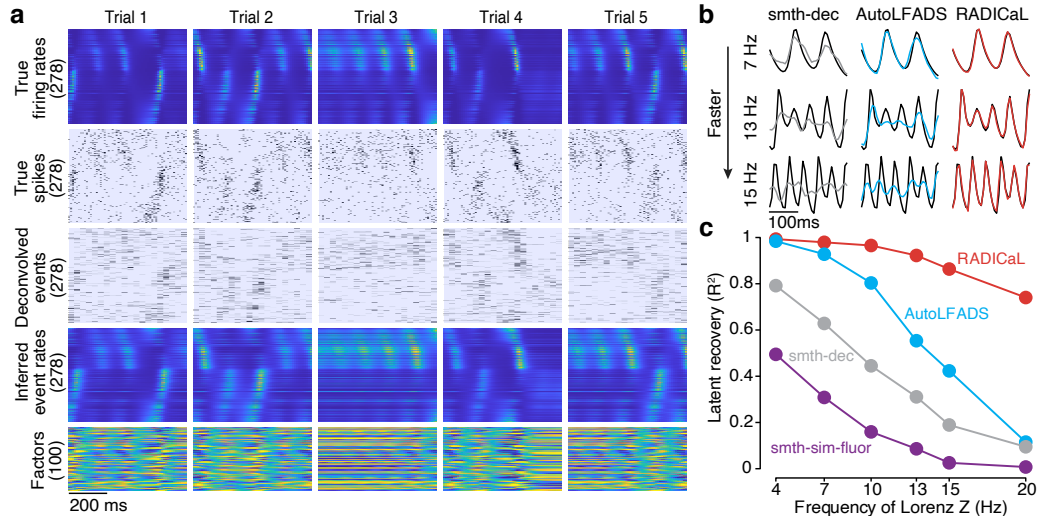 a
Trial 1 Trial 2 Trial 3 Trial 4 Trial 5
True
firing rates
(278)
True
spikes
(278)
Deconvolved
events
(278)
Inferred
event rates
(278)
Factors
(100)
200 ms
b
smth-dec AutoLFADS RADICaL
Faster
7 Hz
13 Hz
15 Hz
100ms
c
Latent recovery (R²)
1
0.8
0.6
0.4
0.2
0
RADICaL
AutoLFADS
smth-dec
smth-sim-fluor
4 7 10 13 15 20
Frequency of Lorenz Z (Hz)